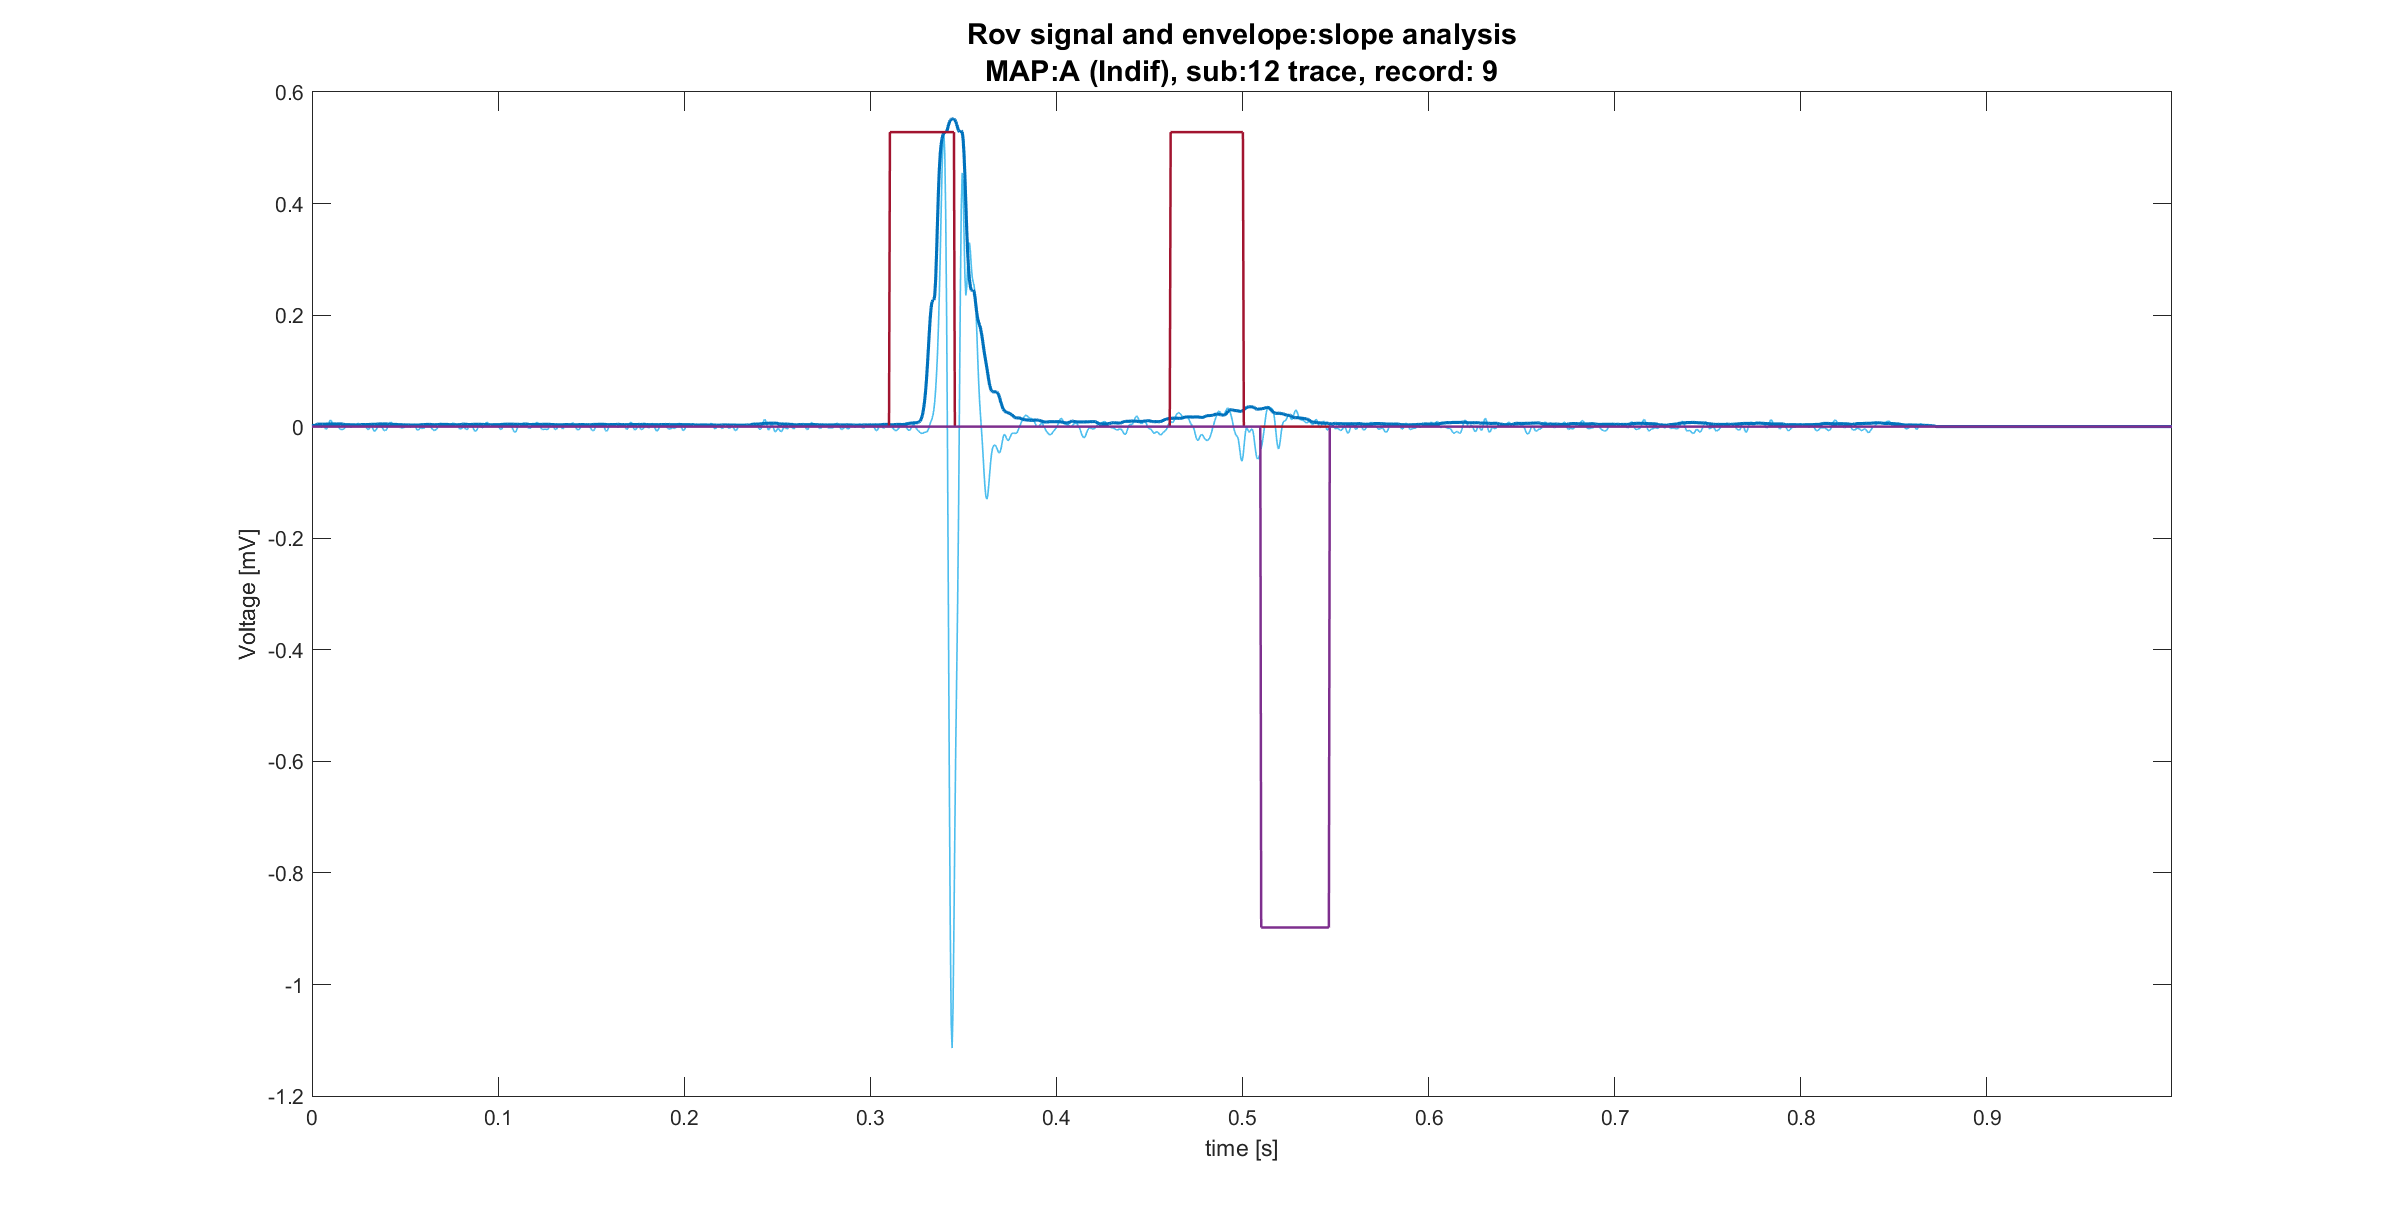 Rov signal and envelope:slope analysis
MAP:A (Indif), sub:12 trace, record: 9
0.6
0.4
0.2
0
-0.2
-0.4
-0.6
-0.8
-1
-1.2
Voltage [mV]
0 0.1 0.2 0.3 0.4 0.5 0.6 0.7 0.8 0.9
time [s]